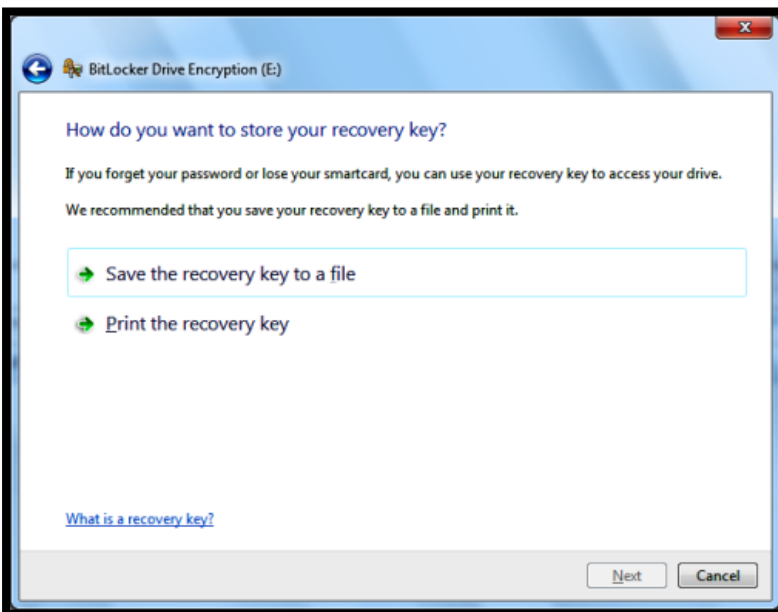 BitLocker Drive Encryption (E:)
How do you want to store your recovery key?
If you forget your password or lose your smartcard, you can use your recovery key to access your drive.
We recommended that you save your recovery key to a file and print it.
Save the recovery key to a file
Print the recovery key
What is a recovery key?
Next Cancel